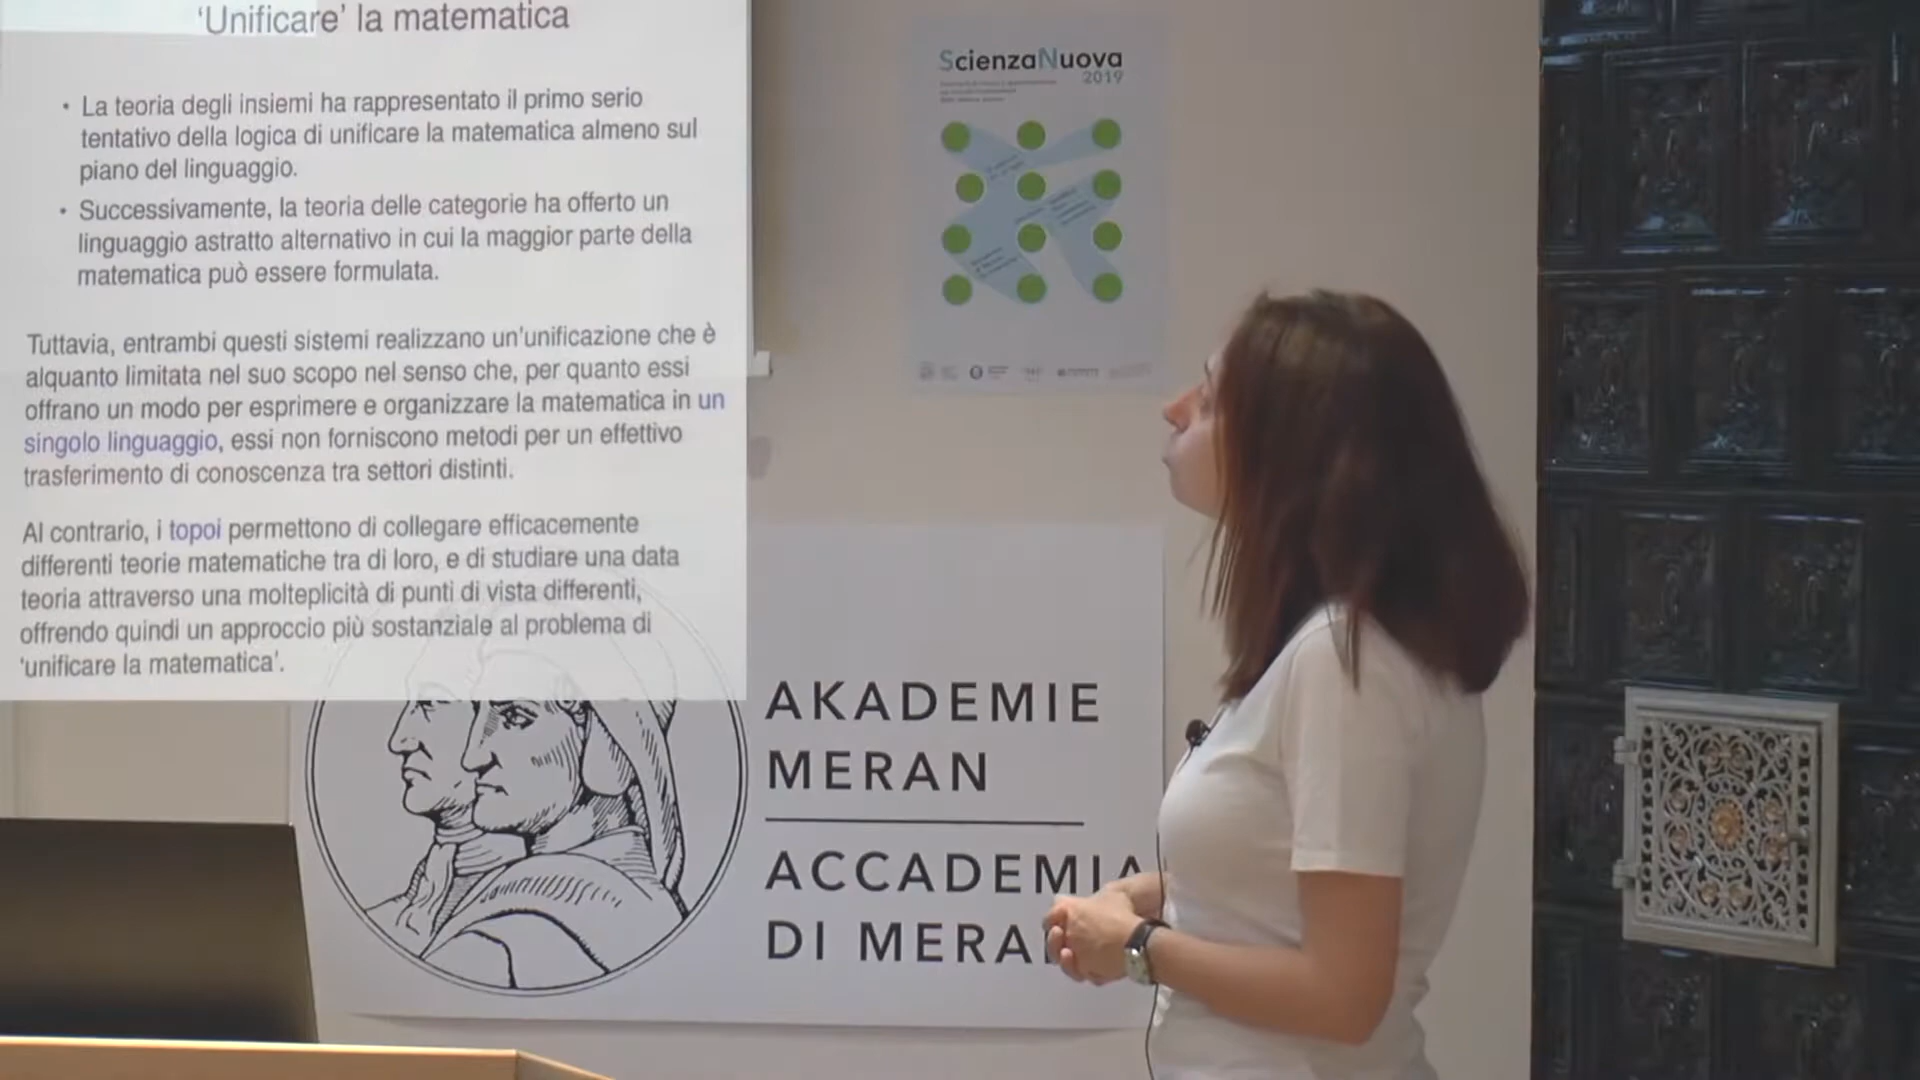 ‘Unificare’ la matematica
• La teoria degli insiemi ha rappresentato il primo serio
tentativo della logica di unificare la matematica almeno sul
piano del linguaggio.
• Successivamente, la teoria delle categorie ha offerto un
linguaggio astratto alternativo in cui la maggior parte della
matematica può essere formulata.
Tuttavia, entrambi questi sistemi realizzano un'unificazione che è
alquanto limitata nel suo scopo nel senso che, per quanto essi
offrano un modo per esprimere e organizzare la matematica in un
singolo linguaggio, essi non forniscono metodi per un effettivo
trasferimento di conoscenza tra settori distinti.
Al contrario, i topoi permettono di collegare efficacemente
differenti teorie matematiche tra di loro, e di studiare una data
teoria attraverso una molteplicità di punti di vista differenti,
offrendo quindi un approccio più sostanziale al problema di
‘unificare la matematica’.
ScienzaNuova
2019
AKADEMIE
MERAN
ACCADEMIA
DI MERA